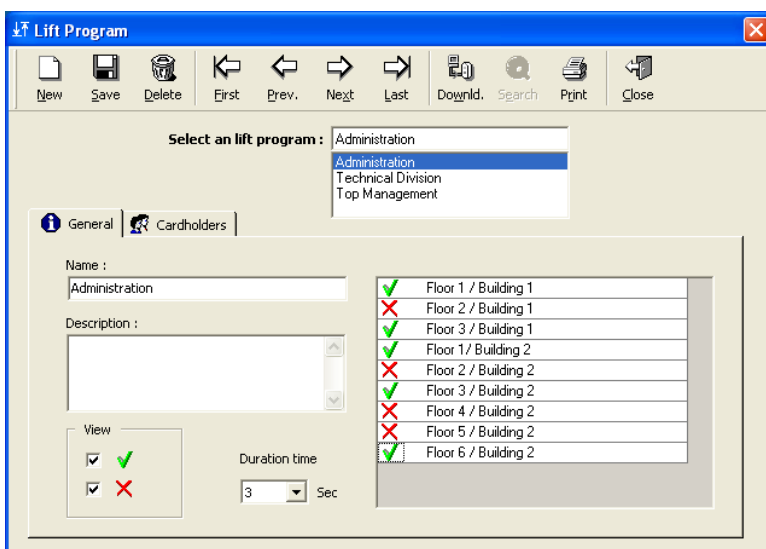 Lift Program
New Save Delete First Prev. Next Last Downld. Search Print Close
Select an lift program : Administration
Administration
Technical Division
Top Management
General Cardholders
Name :
Administration
Description :
View
Duration time
3 Sec
Floor 1 / Building 1
Floor 2 / Building 1
Floor 3 / Building 1
Floor 1/ Building 2
Floor 2 / Building 2
Floor 3 / Building 2
Floor 4 / Building 2
Floor 5 / Building 2
Floor 6 / Building 2